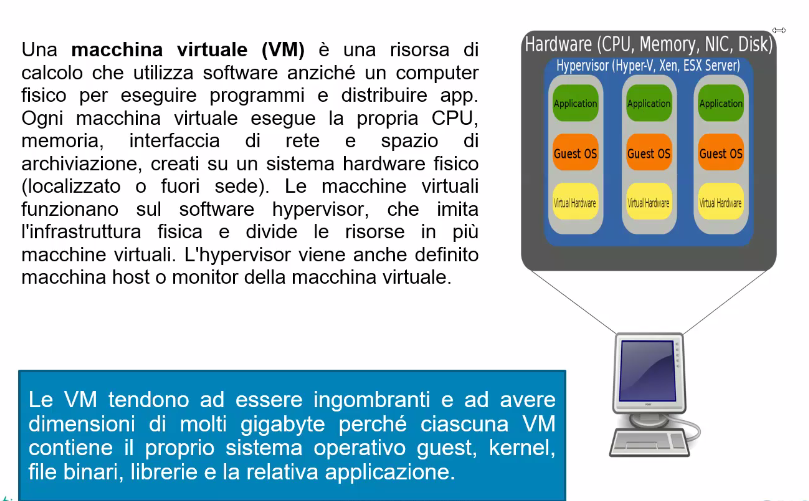 Una macchina virtuale (VM) è una risorsa di
calcolo che utilizza software anziché un computer
fisico per eseguire programmi e distribuire app.
Ogni macchina virtuale esegue la propria CPU,
memoria, interfaccia di rete e spazio di
archiviazione, creati su un sistema hardware fisico
(localizzato o fuori sede). Le macchine virtuali
funzionano sul software hypervisor, che imita
l'infrastruttura fisica e divide le risorse in più
macchine virtuali. L'hypervisor viene anche definito
macchina host o monitor della macchina virtuale.
Hardware (CPU, Memory, NIC, Disk)
Hypervisor (Hyper-V, Xen, ESX Server)
Application Application Application
Guest OS Guest OS Guest OS
Virtual Hardware Virtual Hardware Virtual Hardware
Le VM tendono ad essere ingombranti e ad avere
dimensioni di molti gigabyte perché ciascuna VM
contiene il proprio sistema operativo guest, kernel,
file binari, librerie e la relativa applicazione.